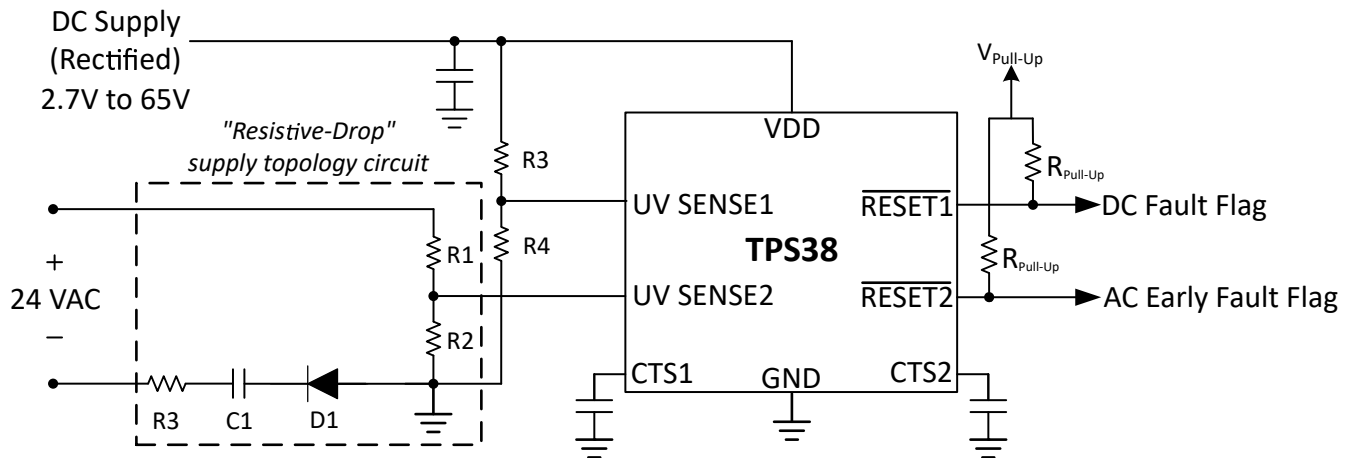 DC Supply
(Rectified)
2.7V to 65V
"Resistive-Drop"
supply topology circuit
24 VAC
+
−
R1
R2
R3
C1
D1
R3
R4
VDD
UV SENSE1
UV SENSE2
TPS38
RESET1
RESET2
CTS1
GND
CTS2
VPull-Up
RPull-Up
RPull-Up
DC Fault Flag
AC Early Fault Flag